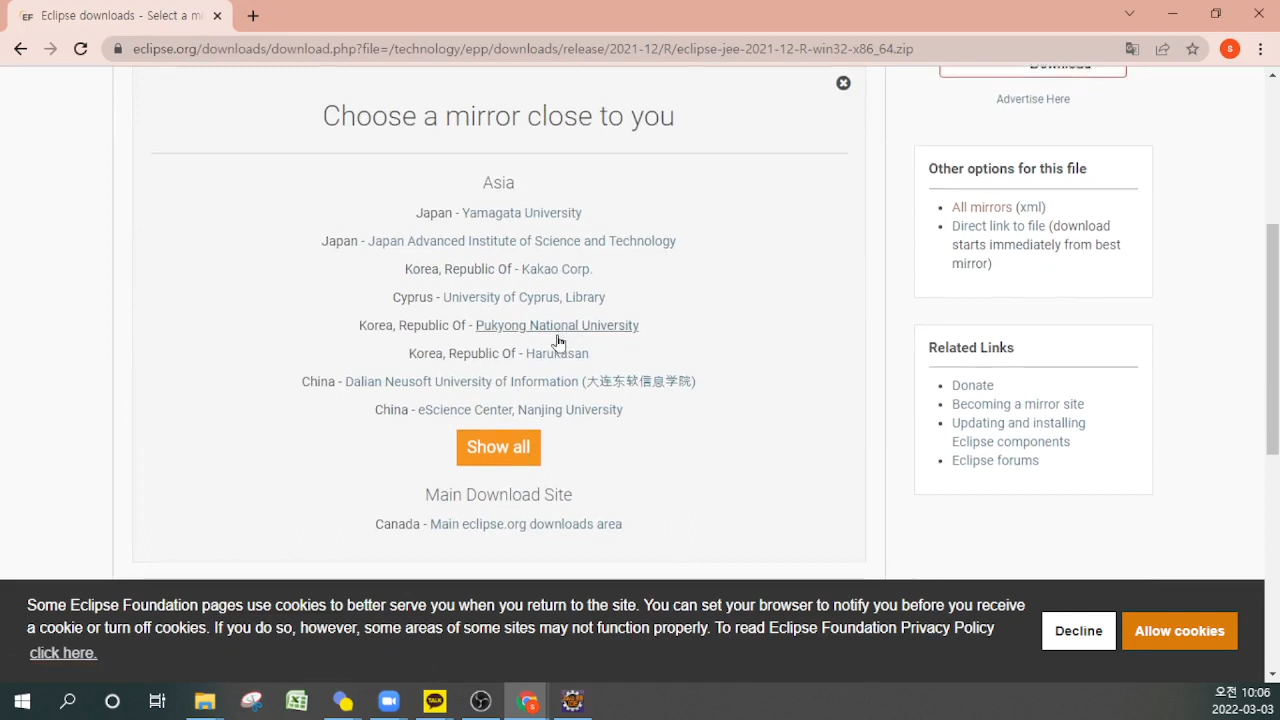 Eclipse downloads - Select a mi
eclipse.org/downloads/download.php?file=/technology/epp/downloads/release/2021-12/R/eclipse-jee-2021-12-R-win32-x86_64.zip
S
Download
Advertise Here
Choose a mirror close to you
Asia
Japan - Yamagata University
Japan - Japan Advanced Institute of Science and Technology
Korea, Republic Of - Kakao Corp.
Cyprus - University of Cyprus, Library
Korea, Republic Of - Pukyong National University
Korea, Republic Of - Harukasan
China - Dalian Neusoft University of Information (大连东软信息学院)
China - eScience Center, Nanjing University
Show all
Main Download Site
Canada - Main eclipse.org downloads area
Other options for this file
All mirrors (xml)
Direct link to file (download
starts immediately from best
mirror)
Related Links
Donate
Becoming a mirror site
Updating and installing
Eclipse components
Eclipse forums
Some Eclipse Foundation pages use cookies to better serve you when you return to the site. You can set your browser to notify you before you receive
a cookie or turn off cookies. If you do so, however, some areas of some sites may not function properly. To read Eclipse Foundation Privacy Policy
click here.
Decline
Allow cookies
TALK
오전 10:06
2022-03-03